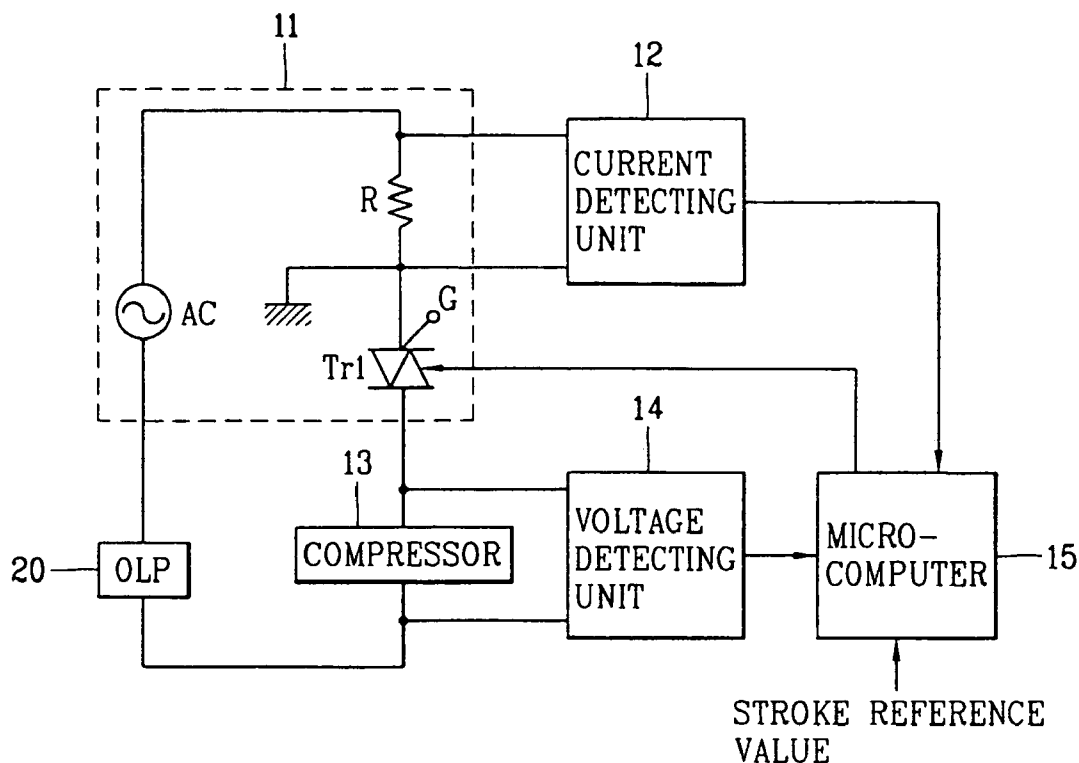 11
12
CURRENT
DETECTING
UNIT
R
G
AC
Tr1
14
13
VOLTAGE
DETECTING
UNIT
COMPRESSOR
MICRO-
COMPUTER
15
20
OLP
STROKE REFERENCE
VALUE